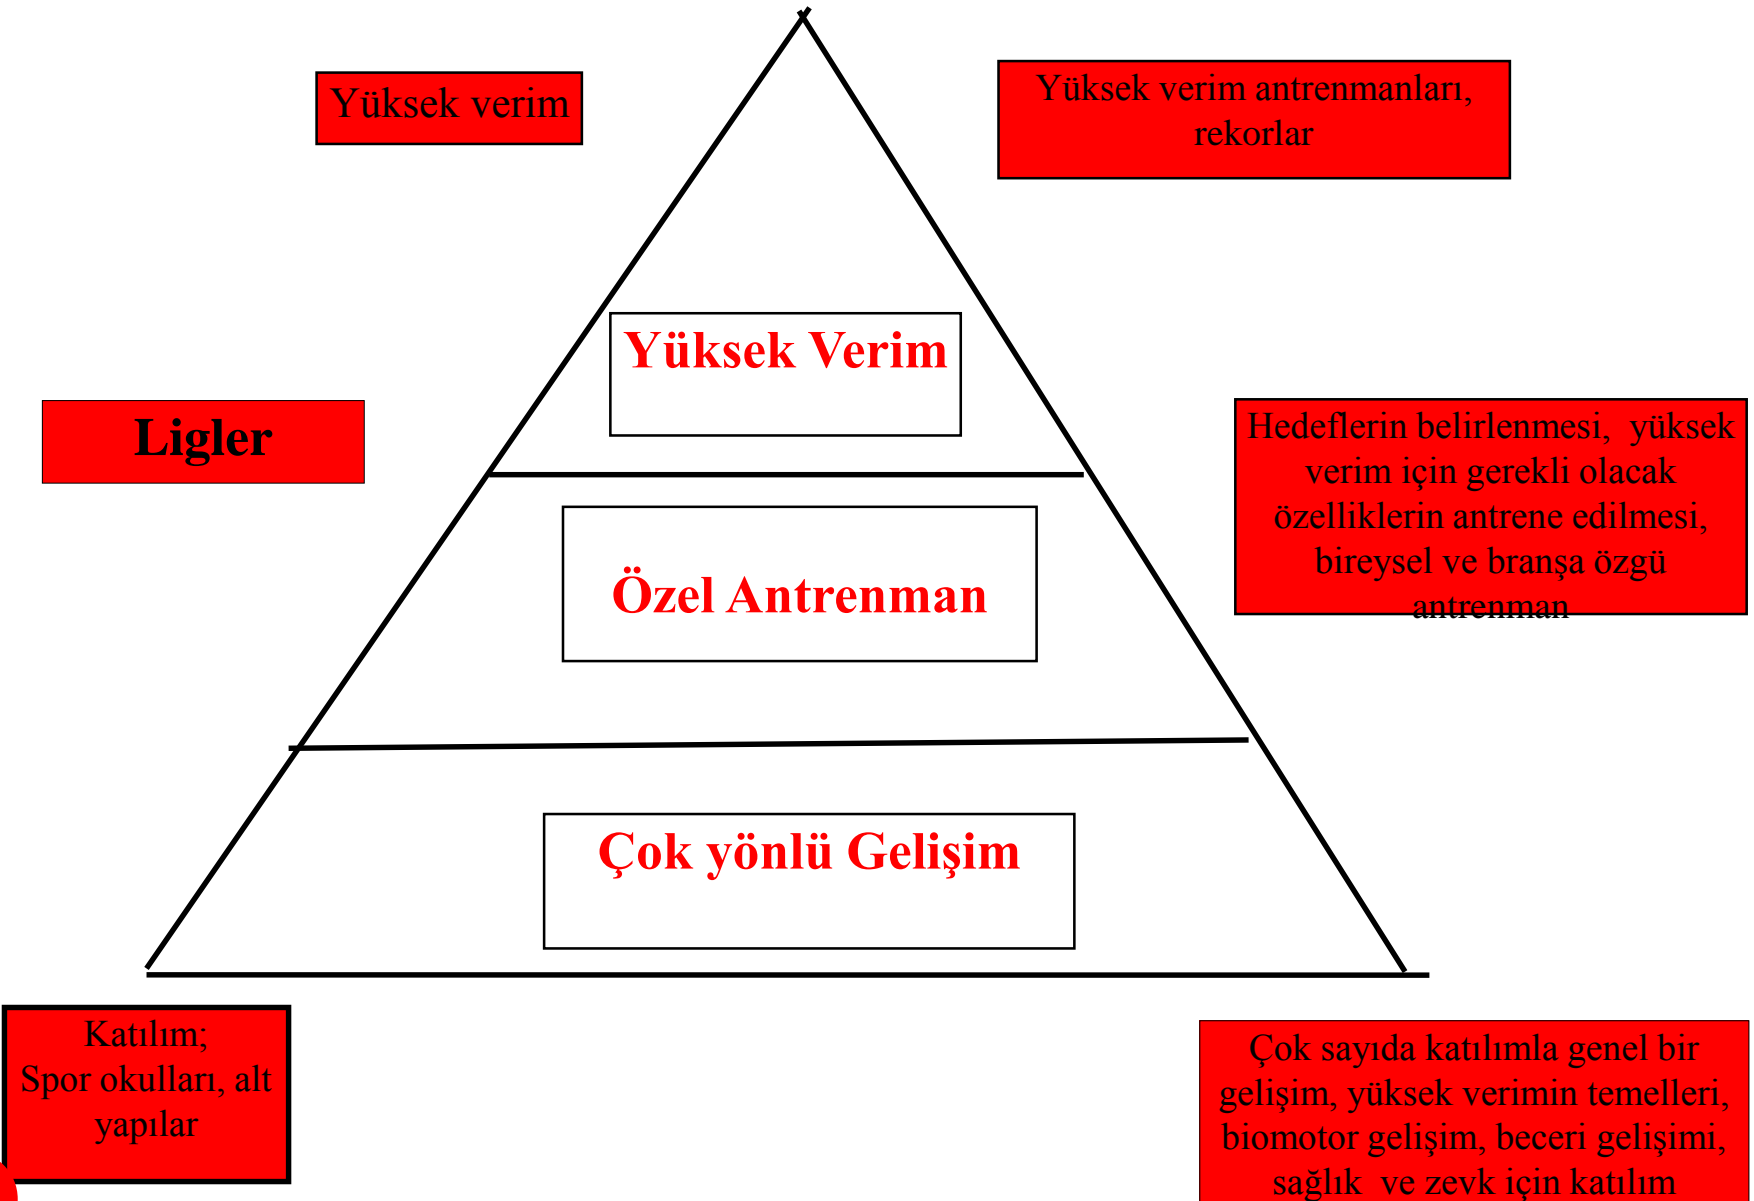 Yüksek verim
Yüksek verim antrenmanları,
rekorlar
Yüksek Verim
Ligler
Hedeflerin belirlenmesi, yüksek
verim için gerekli olacak
özelliklerin antrene edilmesi,
bireysel ve branşa özgü
antrenman
Özel Antrenman
Çok yönlü Gelişim
Katılım;
Spor okulları, alt
yapılar
Çok sayıda katılımla genel bir
gelişim, yüksek verimin temelleri,
biomotor gelişim, beceri gelişimi,
sağlık ve zevk için katılım